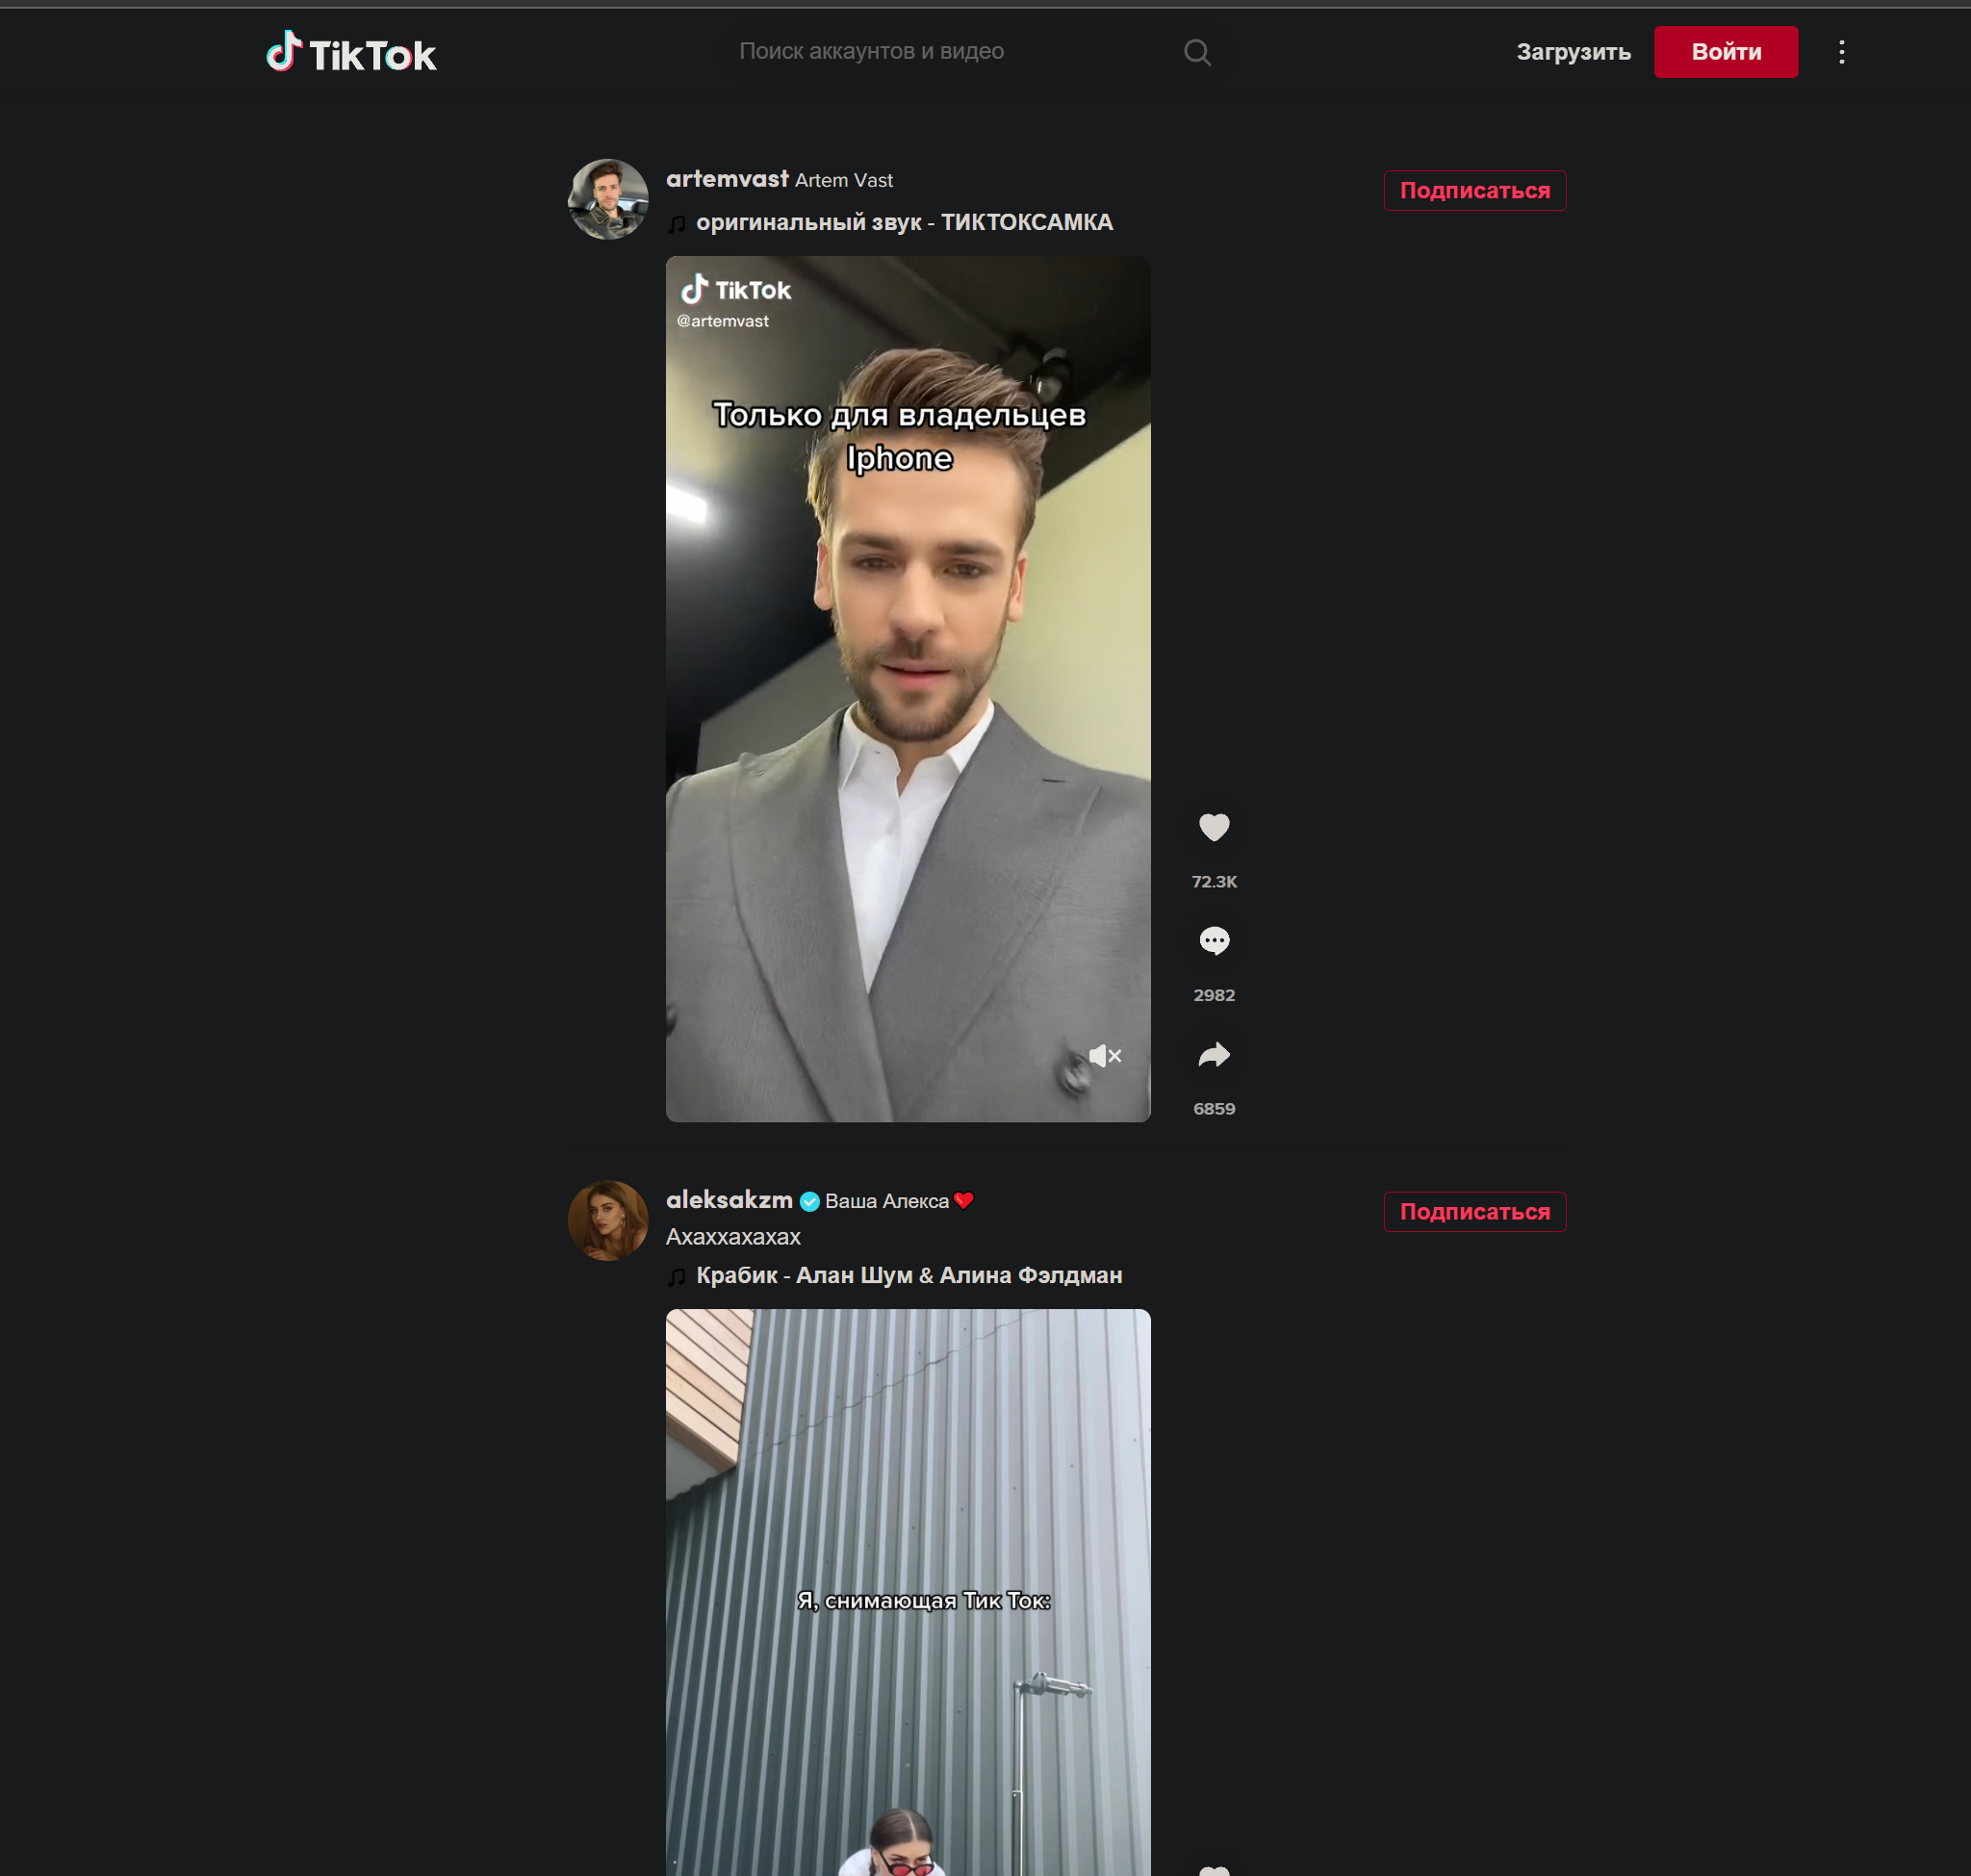 TikTok
Поиск аккаунтов и видео
Загрузить
Войти
artemvast Artem Vast
Подписаться
оригинальный звук - ТИКТОКСАМКА
TikTok
@artemvast
Только для владельцев
Iphone
72.3K
2982
6859
aleksakzm Ваша Алекса
Подписаться
Ахаххахахах
Крабик - Алан Шум & Алина Фэлдман
Я, снимающая Тик Ток: